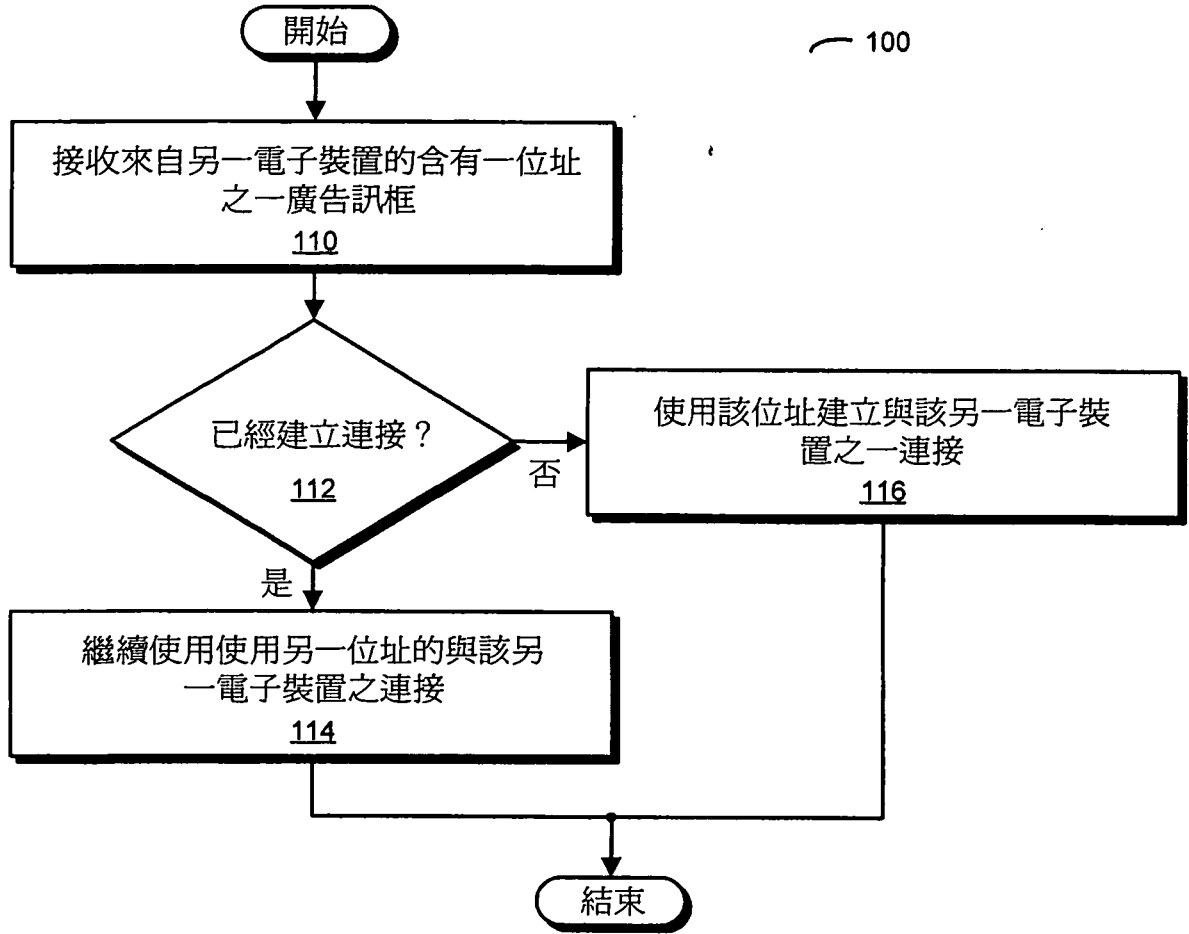 開始
100
接收來自另一電子裝置的含有一位址
之一廣告訊框
110
已經建立連接？
112
否
使用該位址建立與該另一電子裝
置之一連接
116
是
繼續使用使用另一位址的與該另
一電子裝置之連接
114
結束